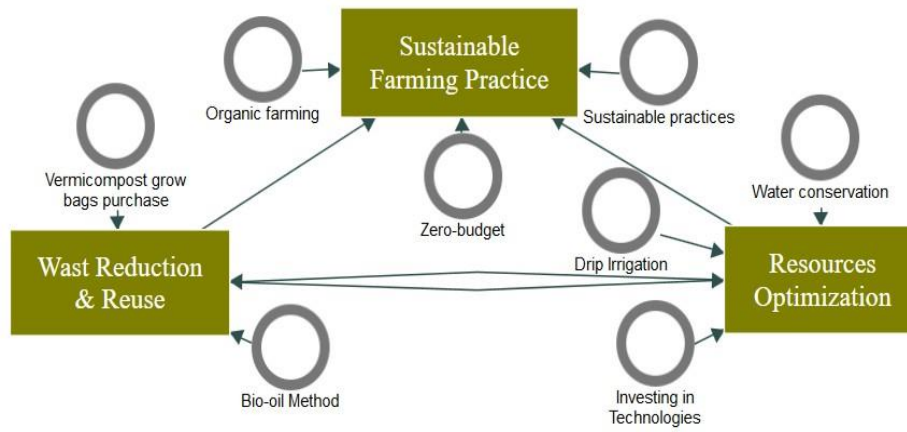 Sustainable
Farming Practice
Organic farming
Sustainable practices
Vermicompost grow
bags purchase
Zero-budget
Water conservation
Drip Irrigation
Wast Reduction
& Reuse
Resources
Optimization
Bio-oil Method
Investing in
Technologies